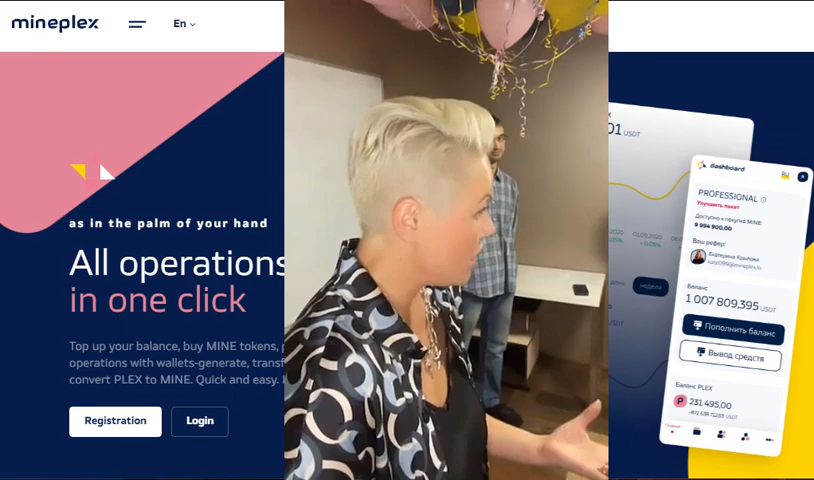 mineplex
En
as in the palm of your hand
All operations
in one click
Top up your balance, buy MINE tokens,
operations with wallets-generate,
convert PLEX to MINE. Quick and easy.
Registration
Login
01 USDT
dashboard
PROFESSIONAL
Улучшить пакет
Доступно к покупке MINE:
9 994 900,00
Ваш рефер:
Екатерина Крылова
Баланс
1 007 809,395 USDT
Пополнить баланс
Вывод средств
Баланс PLEX
231 495,00
неделя